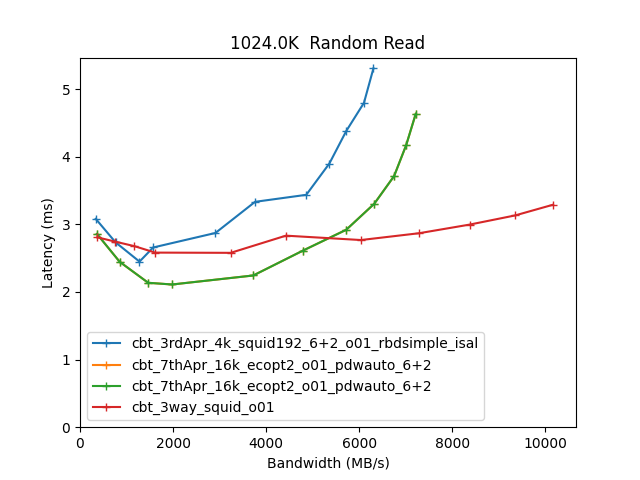 1024.0K  Random Read
Latency (ms)
5
4
3
2
1
0
cbt_3rdApr_4k_squid192_6+2_o01_rbdsimple_isal
cbt_7thApr_16k_ecopt2_o01_pdwauto_6+2
cbt_7thApr_16k_ecopt2_o01_pdwauto_6+2
cbt_3way_squid_o01
0 2000 4000 6000 8000 10000
Bandwidth (MB/s)